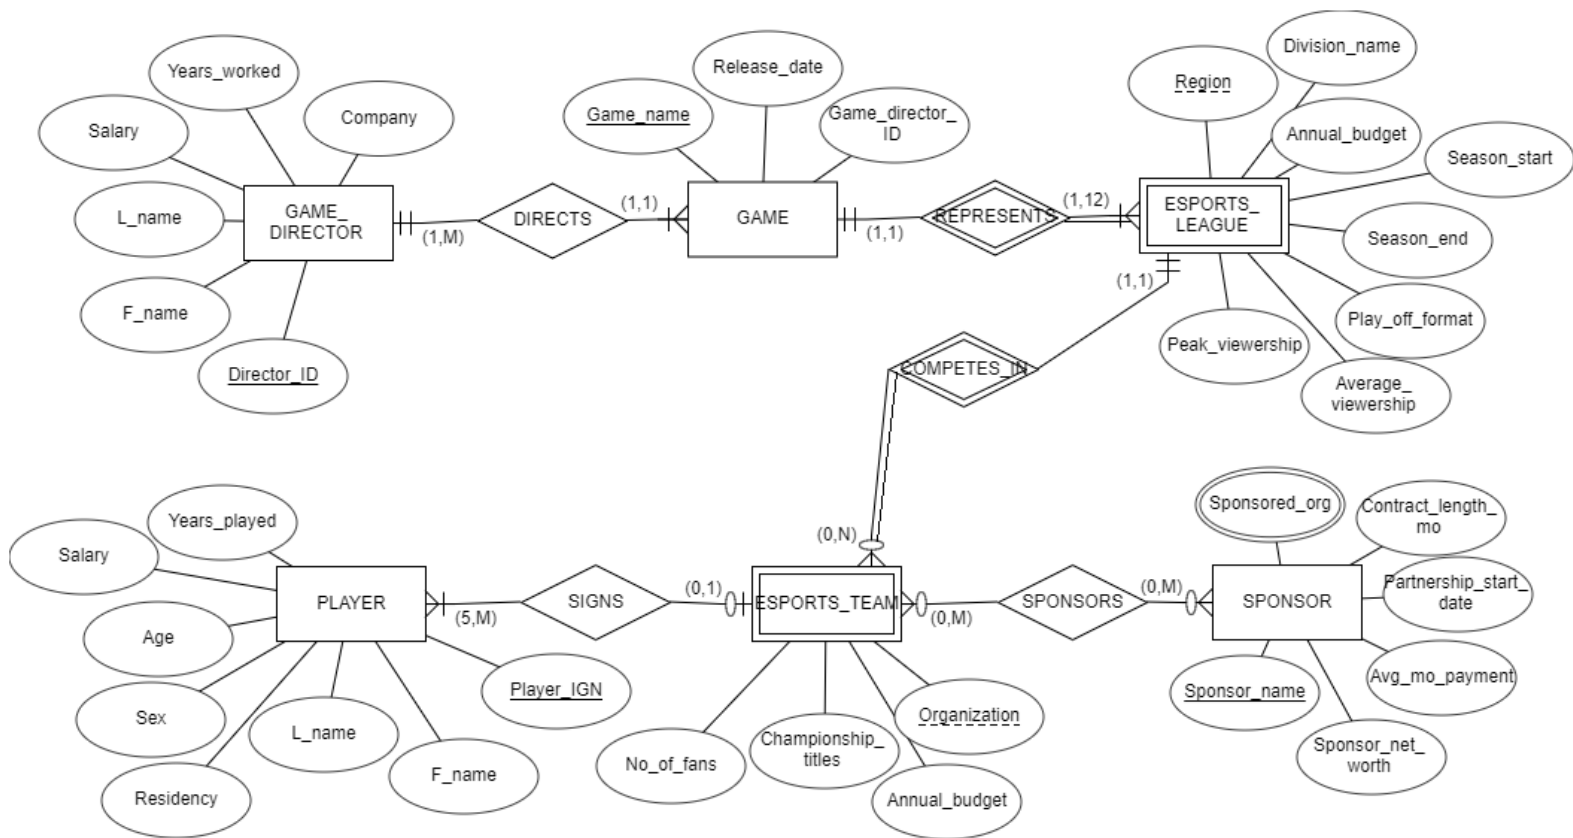 Division_name
Years_worked
Release_date
Region
Company
Game_name
Game_director_
ID
Salary
Annual_budget
Season_start
L_name
GAME_
DIRECTOR
(1,M)
DIRECTS
(1,1)
GAME
(1,1)
REPRESENTS
(1,12)
ESPORTS_
LEAGUE
Season_end
(1,1)
F_name
Play_off_format
Peak_viewership
Director_ID
COMPETES_IN
Average_
viewership
Sponsored_org
Contract_length_
mo
Years_played
(0,N)
Salary
Partnership_start_
date
PLAYER
(5,M)
SIGNS
(0,1)
ESPORTS_TEAM
(0,M)
SPONSORS
(0,M)
SPONSOR
Age
Avg_mo_payment
Player_IGN
Sponsor_name
Sex
Organization
L_name
Championship_
titles
Sponsor_net_
worth
No_of_fans
F_name
Residency
Annual_budget